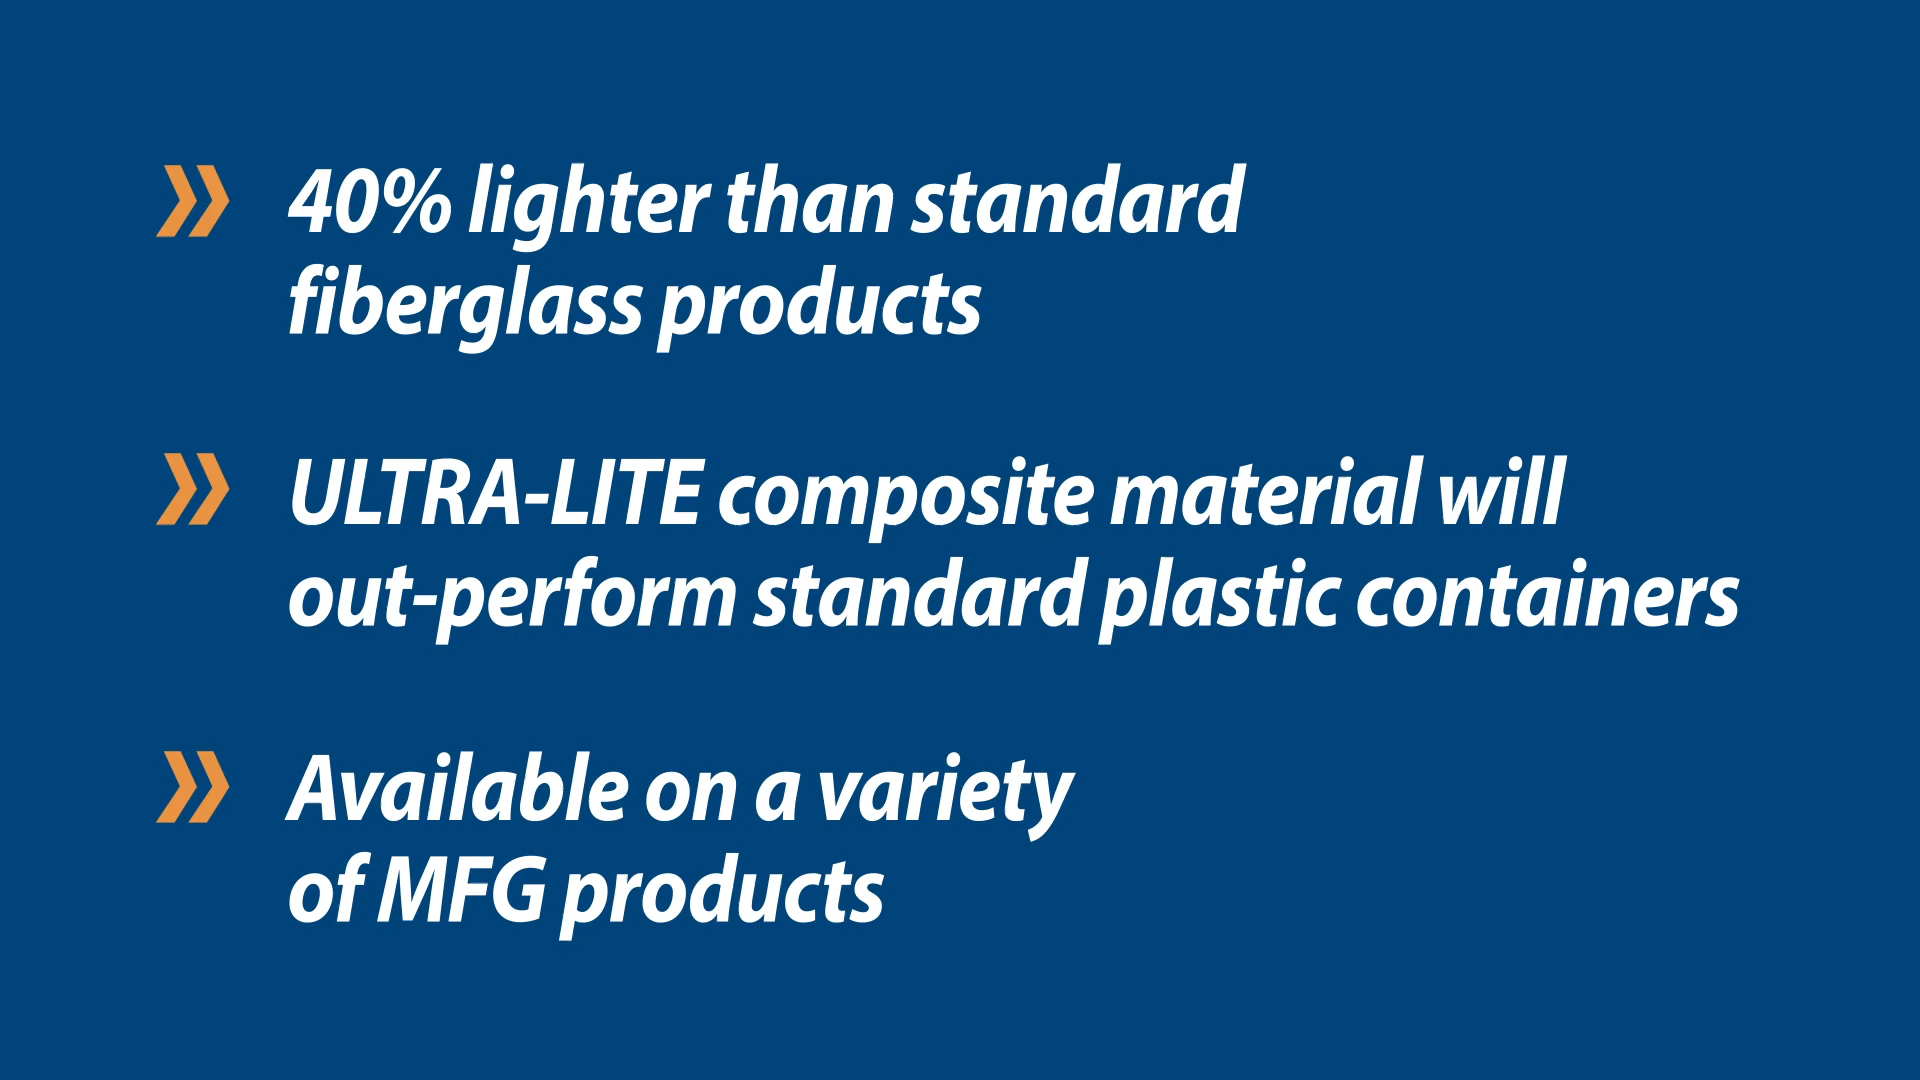 » 40% lighter than standard
fiberglass products
» ULTRA-LITE composite material will
out-perform standard plastic containers
» Available on a variety
of MFG products